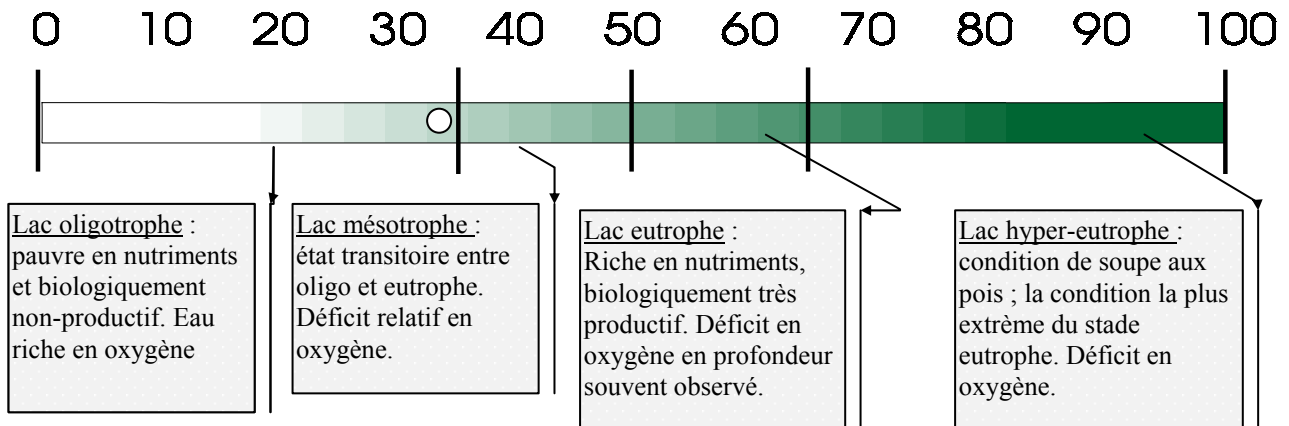 0 10 20 30 40 50 60 70 80 90 100
Lac oligotrophe :
pauvre en nutriments
et biologiquement
non-productif. Eau
riche en oxygène
Lac mésotrophe :
état transitoire entre
oligo et eutrophe.
Déficit relatif en
oxygène.
Lac eutrophe :
Riche en nutriments,
biologiquement très
productif. Déficit en
oxygène en profondeur
souvent observé.
Lac hyper-eutrophe :
condition de soupe aux
pois ; la condition la plus
extrème du stade
eutrophe. Déficit en
oxygène.